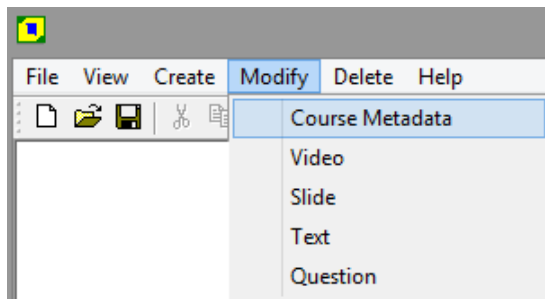 File View Create Modify Delete Help
Course Metadata
Video
Slide
Text
Question